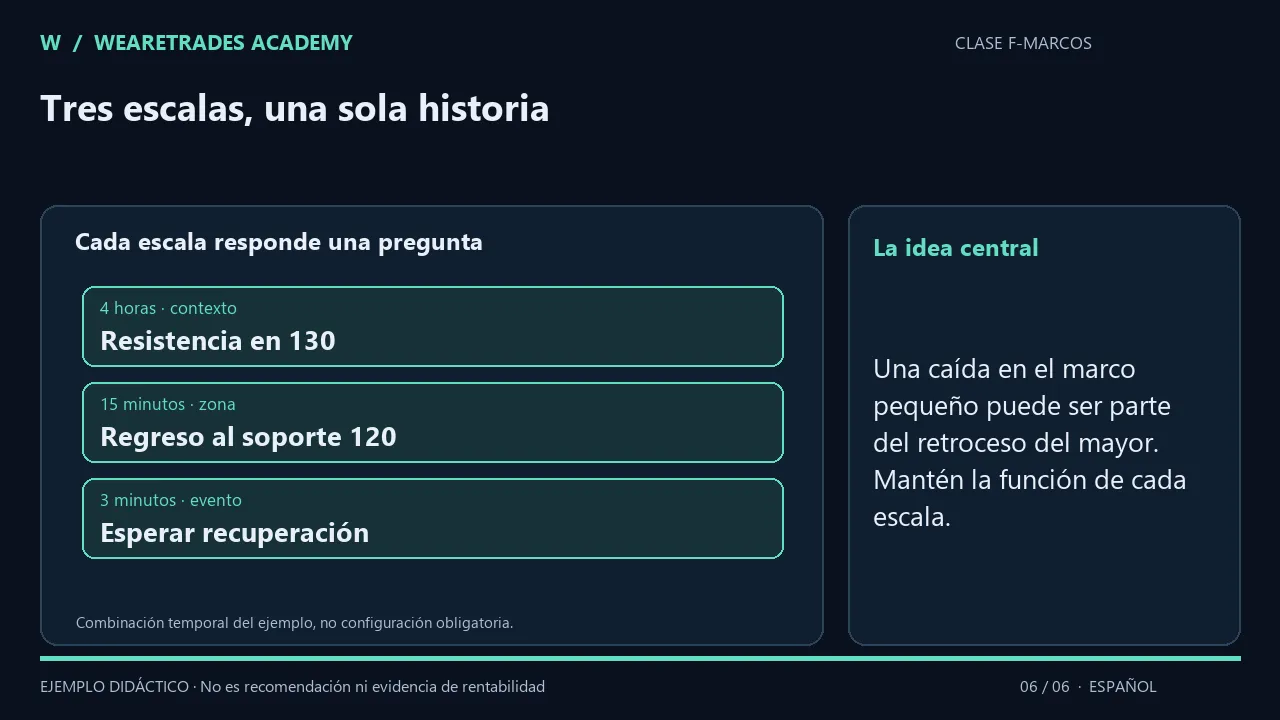 W / WEARETRADES ACADEMY
CLASE F-MARCOS
Tres escalas, una sola historia
Cada escala responde una pregunta
4 horas · contexto
Resistencia en 130
15 minutos · zona
Regreso al soporte 120
3 minutos · evento
Esperar recuperación
Combinación temporal del ejemplo, no configuración obligatoria.
La idea central
Una caída en el marco
pequeño puede ser parte
del retroceso del mayor.
Mantén la función de cada
escala.
EJEMPLO DIDÁCTICO · No es recomendación ni evidencia de rentabilidad
06 / 06 · ESPAÑOL